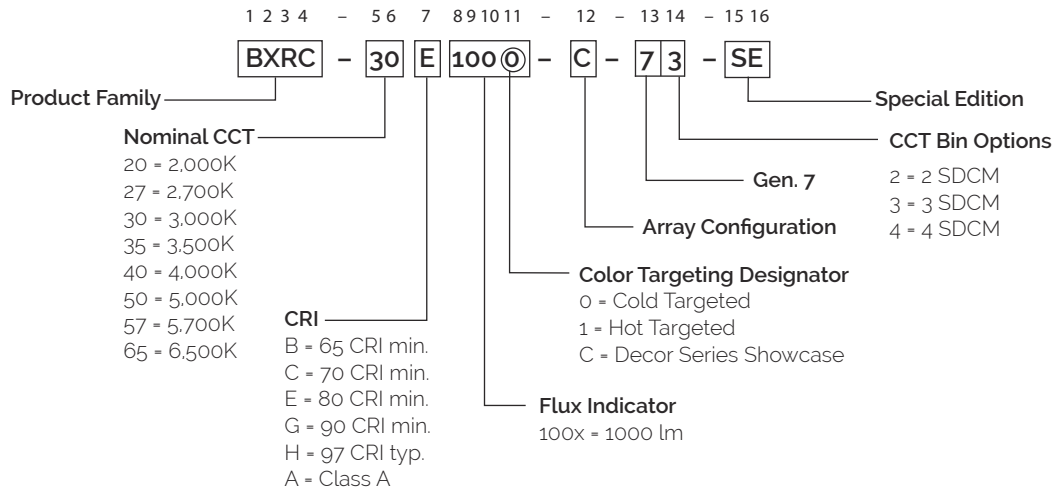 1 2 3 4 – 5 6 7 8 9 10 11 – 12 – 13 14 – 15 16
BXRC – 30 E 100 0 – C – 7 3 – SE
Product Family
Special Edition
Nominal CCT
20 = 2,000K
27 = 2,700K
30 = 3,000K
35 = 3,500K
40 = 4,000K
50 = 5,000K
57 = 5,700K
65 = 6,500K
CCT Bin Options
2 = 2 SDCM
3 = 3 SDCM
4 = 4 SDCM
Gen. 7
Array Configuration
Color Targeting Designator
0 = Cold Targeted
1 = Hot Targeted
C = Decor Series Showcase
CRI
B = 65 CRI min.
C = 70 CRI min.
E = 80 CRI min.
G = 90 CRI min.
H = 97 CRI typ.
A = Class A
Flux Indicator
100x = 1000 lm